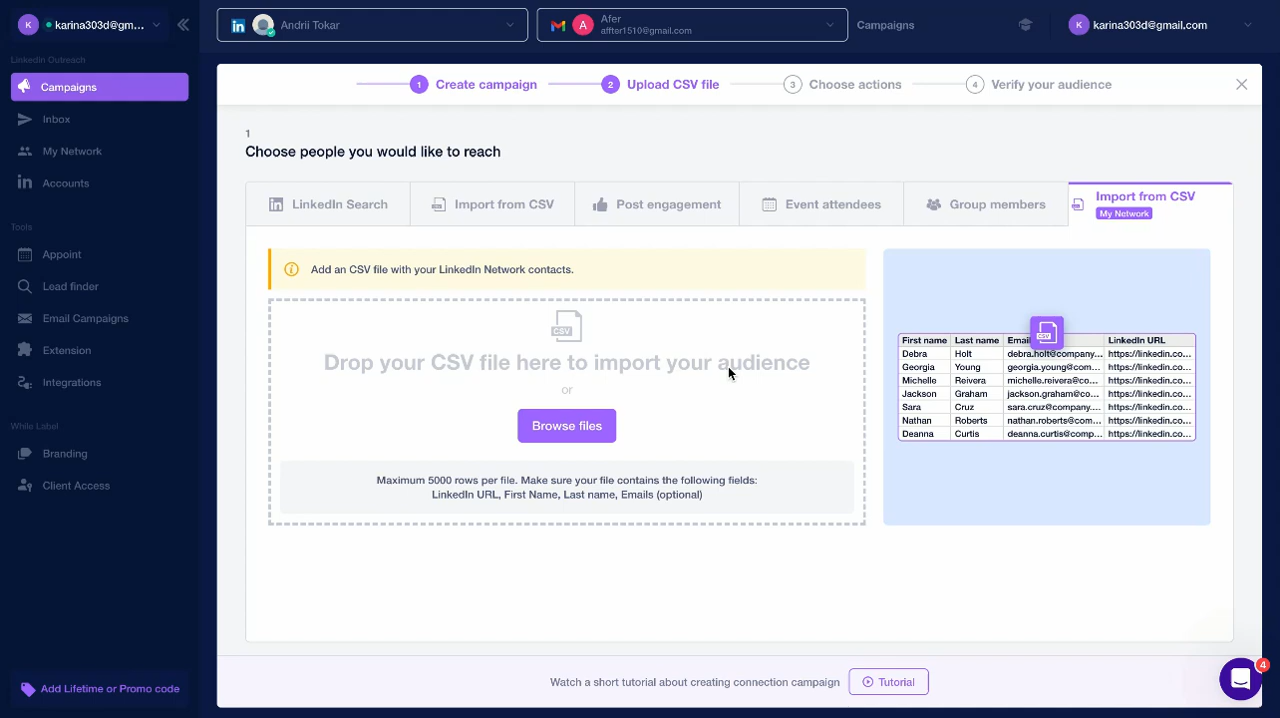 K karina303d@gm...
LinkedIn Outreach
Campaigns
Inbox
My Network
Accounts
Tools
Appoint
Lead finder
Email Campaigns
Extension
Integrations
While Label
Branding
Client Access
Add Lifetime or Promo code
in Andrii Tokar
A Afer
affter1510@gmail.com
Campaigns
K karina303d@gmail.com
1 Create campaign
2 Upload CSV file
3 Choose actions
4 Verify your audience
1
Choose people you would like to reach
LinkedIn Search
Import from CSV
Post engagement
Event attendees
Group members
Import from CSV
My Network
Add an CSV file with your LinkedIn Network contacts.
CSV
Drop your CSV file here to import your audience
or
Browse files
Maximum 5000 rows per file. Make sure your file contains the following fields:
LinkedIn URL, First Name, Last name, Emails (optional)
CSV
First name Last name Email LinkedIn URL
Debra Holt debra.holt@company... https://linkedin.co...
Georgia Young georgia.young@com... https://linkedin.co...
Michelle Reivera michelle.reivera@co... https://linkedin.co...
Jackson Graham jackson.graham@co... https://linkedin.co...
Sara Cruz sara.cruz@company.... https://linkedin.co...
Nathan Roberts nathan.roberts@com... https://linkedin.co...
Deanna Curtis deanna.curtis@comp... https://linkedin.co...
Watch a short tutorial about creating connection campaign
Tutorial
4